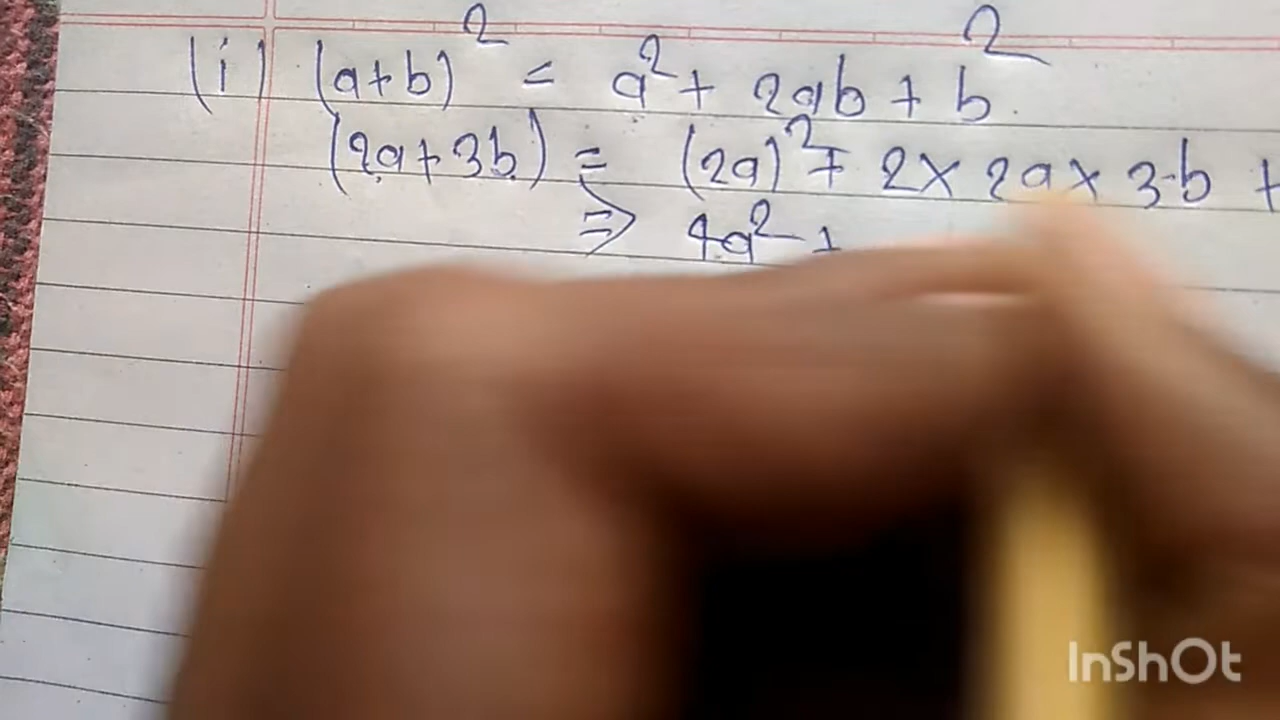 (i) (a+b)² = a² + 2ab + b²
(2a+3b) = (2a)² + 2× 2a× 3b +
⇒ 4a² +
InShOt